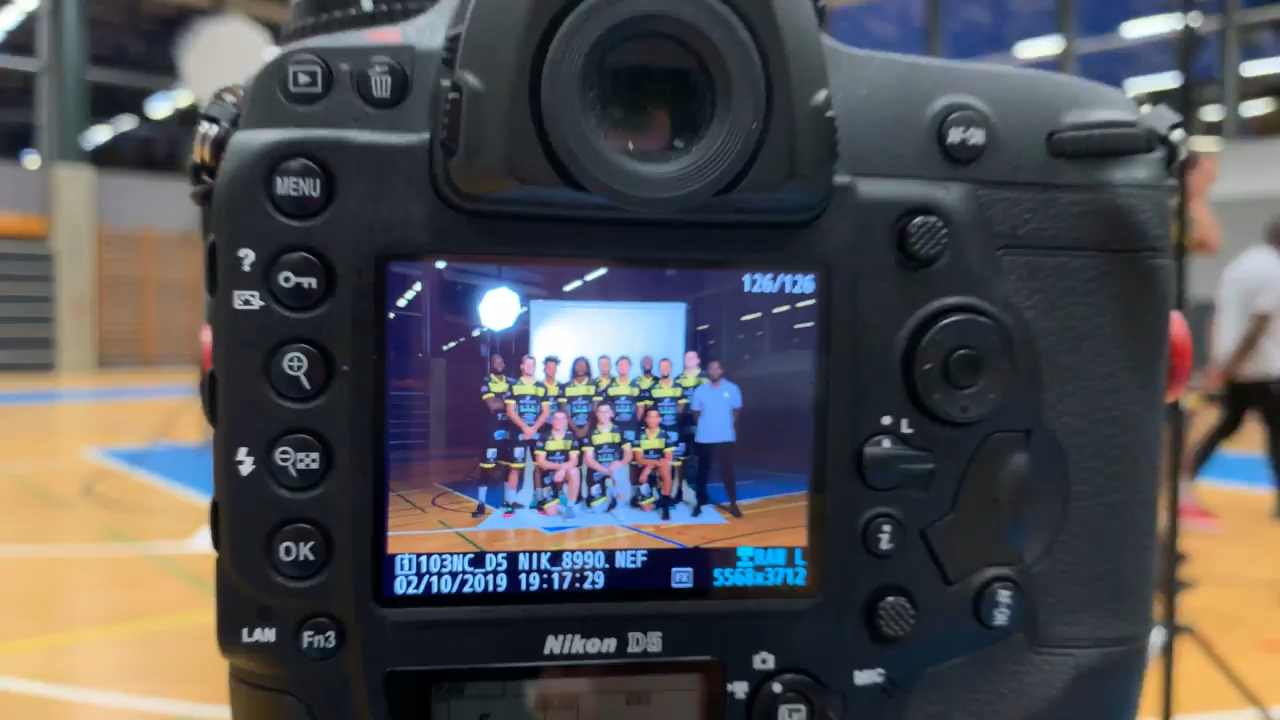 MENU
AF-ON
?
126/126
L
i
OK
103NC_D5 NIK_8990.NEF
RAW L
02/10/2019 19:17:29
FX
5568x3712
LAN
Fn3
Nikon D5
MIC